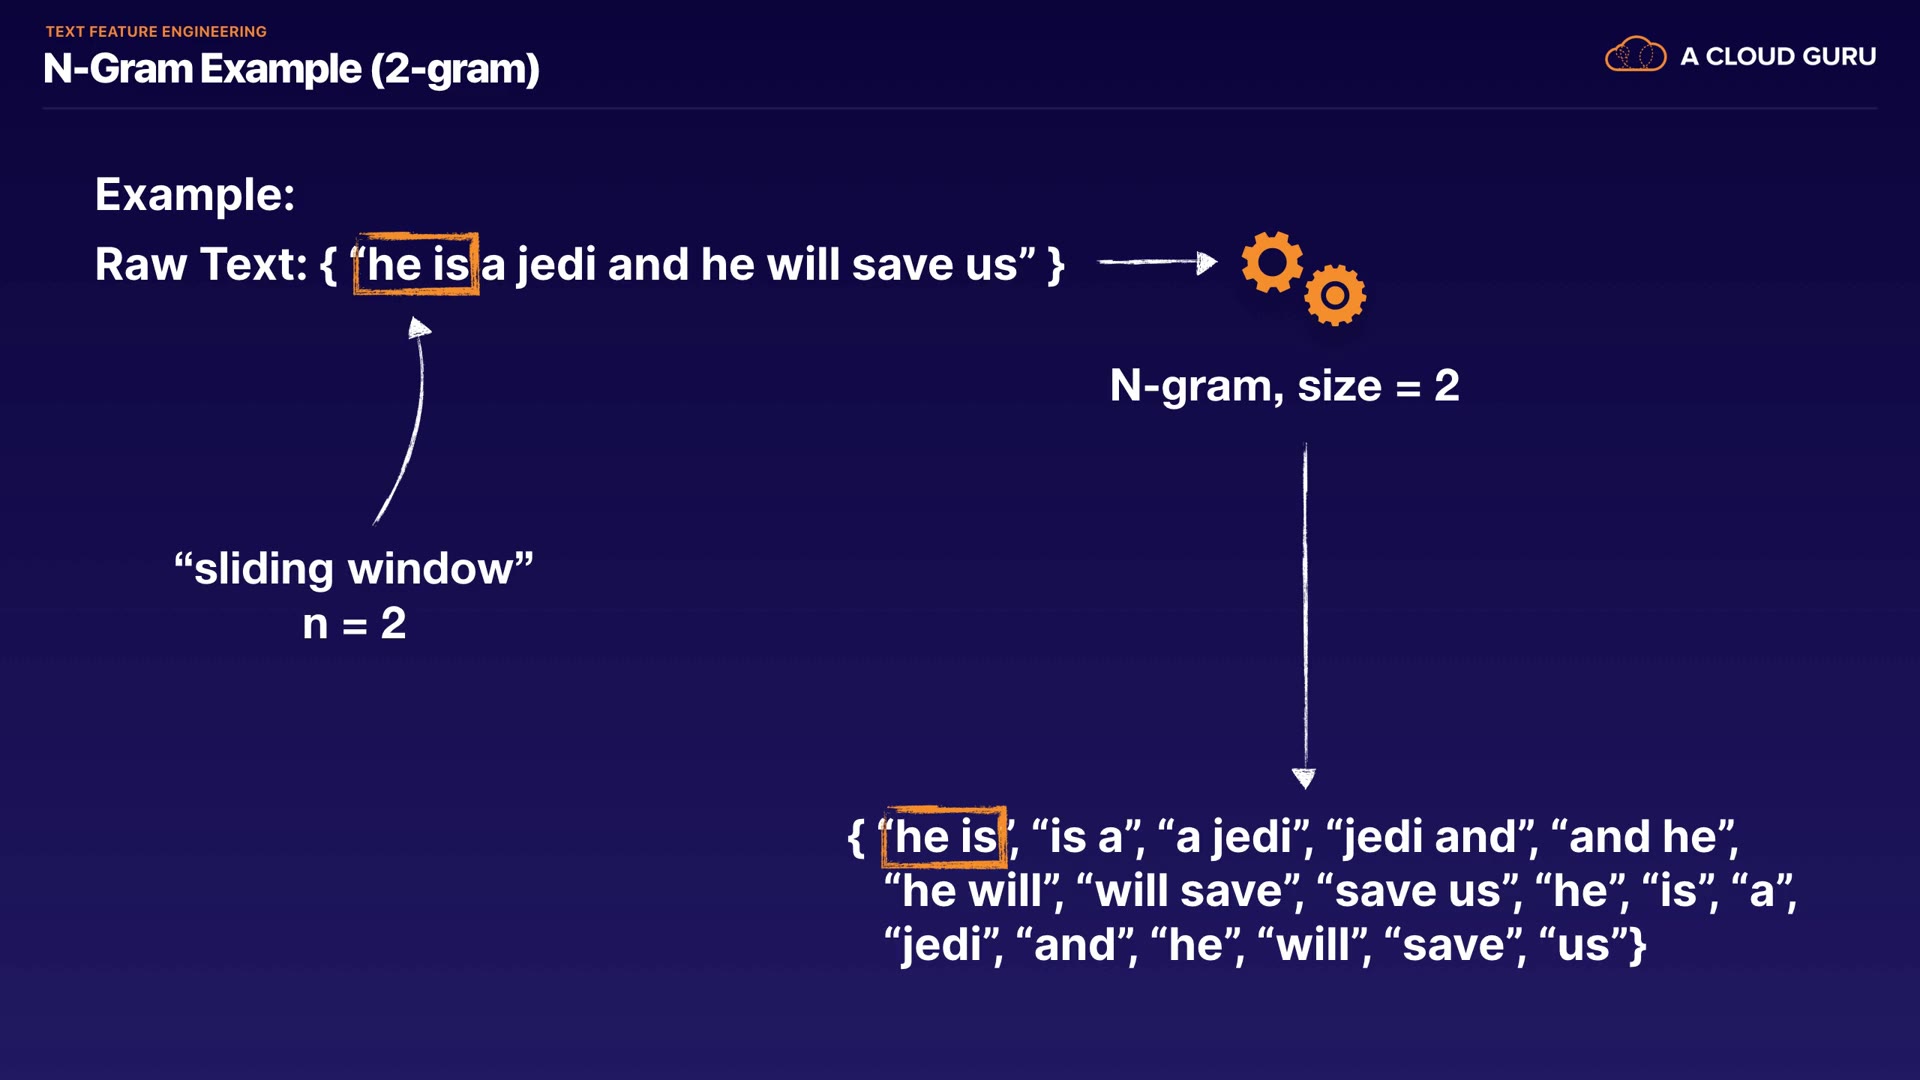 TEXT FEATURE ENGINEERING
N-Gram Example (2-gram)
A CLOUD GURU
Example:
Raw Text: { “he is a jedi and he will save us” }
N-gram, size = 2
“sliding window”
n = 2
{ “he is”, “is a”, “a jedi”, “jedi and”, “and he”,
“he will”, “will save”, “save us”, “he”, “is”, “a”,
“jedi”, “and”, “he”, “will”, “save”, “us”}